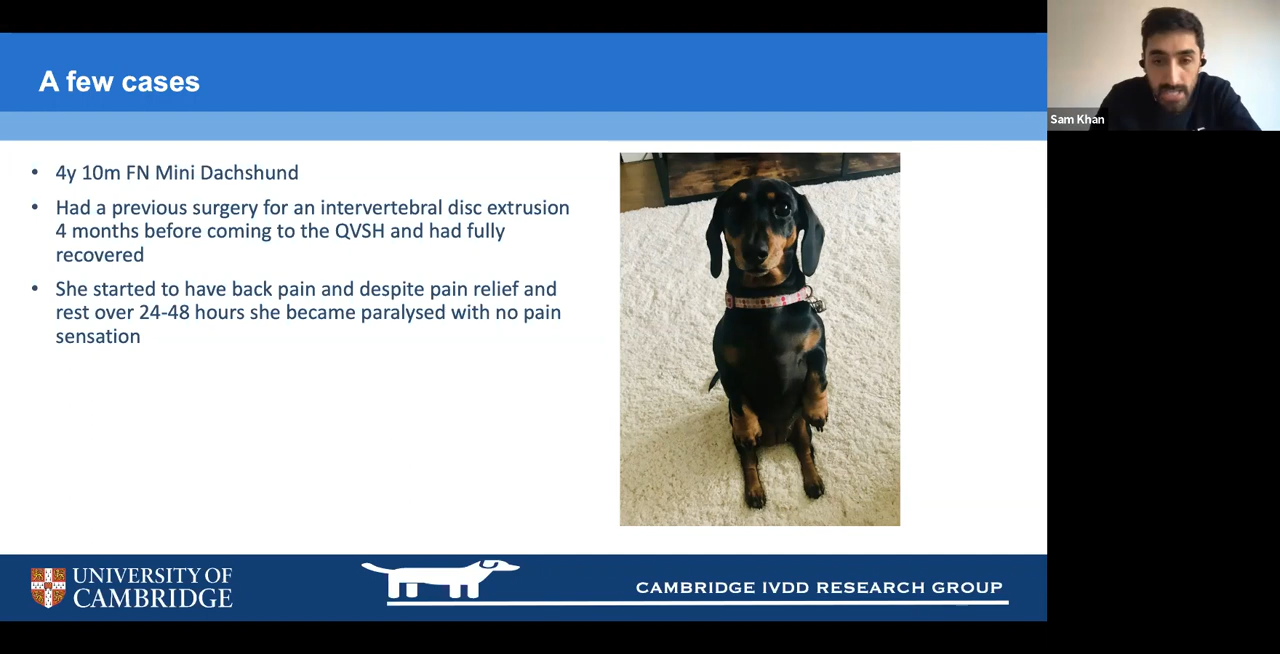 A few cases
Sam Khan
• 4y 10m FN Mini Dachshund
• Had a previous surgery for an intervertebral disc extrusion
4 months before coming to the QVSH and had fully
recovered
• She started to have back pain and despite pain relief and
rest over 24-48 hours she became paralysed with no pain
sensation
UNIVERSITY OF
CAMBRIDGE
CAMBRIDGE IVDD RESEARCH GROUP